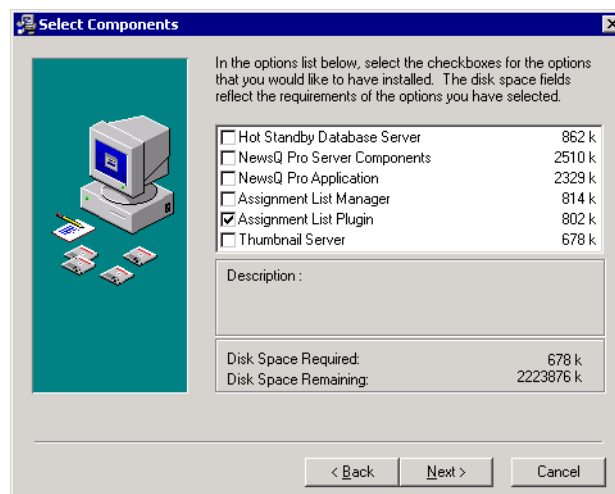 Select Components
In the options list below, select the checkboxes for the options
that you would like to have installed. The disk space fields
reflect the requirements of the options you have selected.
Hot Standby Database Server 862 k
NewsQ Pro Server Components 2510 k
NewsQ Pro Application 2329 k
Assignment List Manager 814 k
Assignment List Plugin 802 k
Thumbnail Server 678 k
Description :
Disk Space Required: 678 k
Disk Space Remaining: 2223876 k
< Back Next > Cancel